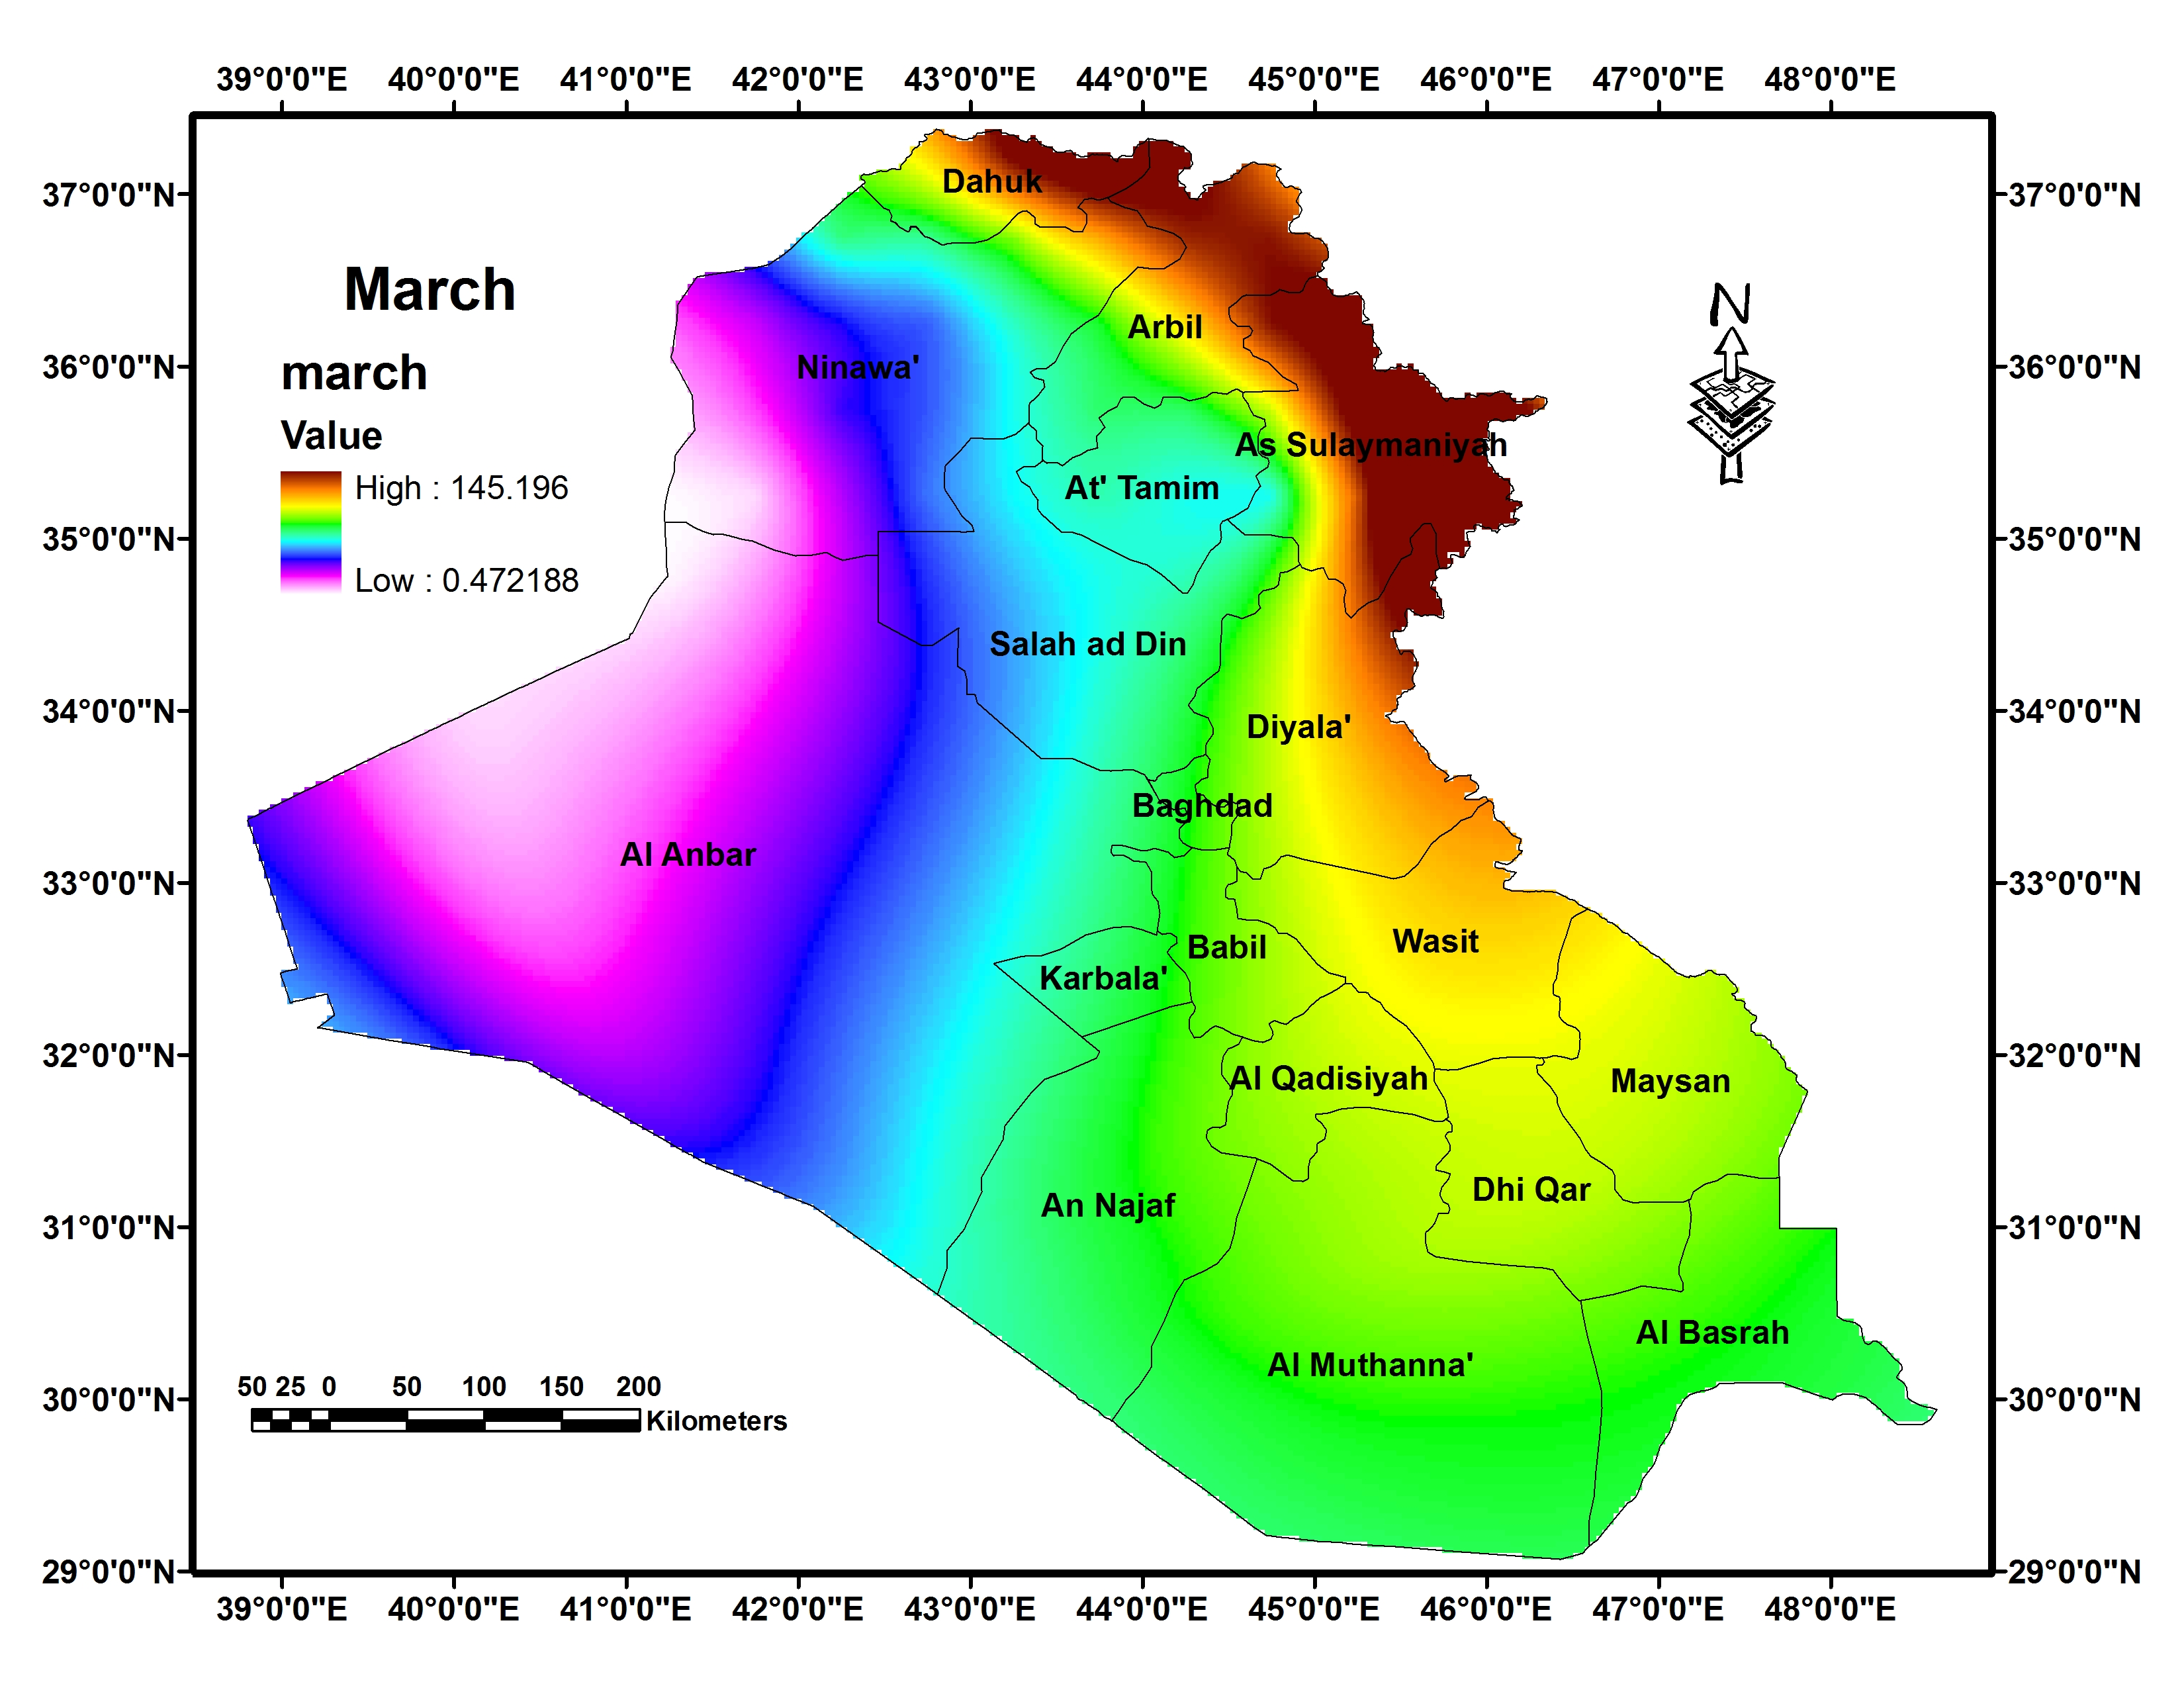 39°0'0"E 40°0'0"E 41°0'0"E 42°0'0"E 43°0'0"E 44°0'0"E 45°0'0"E 46°0'0"E 47°0'0"E 48°0'0"E
37°0'0"N
36°0'0"N
35°0'0"N
34°0'0"N
33°0'0"N
32°0'0"N
31°0'0"N
30°0'0"N
29°0'0"N
March
march
Value
High : 145.196
Low : 0.472188
N
Dahuk
Arbil
Ninawa'
As Sulaymaniyah
At' Tamim
Salah ad Din
Diyala'
Baghdad
Al Anbar
Wasit
Babil
Karbala'
Al Qadisiyah
Maysan
Dhi Qar
An Najaf
Al Basrah
Al Muthanna'
50 25 0 50 100 150 200
Kilometers
37°0'0"N
36°0'0"N
35°0'0"N
34°0'0"N
33°0'0"N
32°0'0"N
31°0'0"N
30°0'0"N
29°0'0"N
39°0'0"E 40°0'0"E 41°0'0"E 42°0'0"E 43°0'0"E 44°0'0"E 45°0'0"E 46°0'0"E 47°0'0"E 48°0'0"E